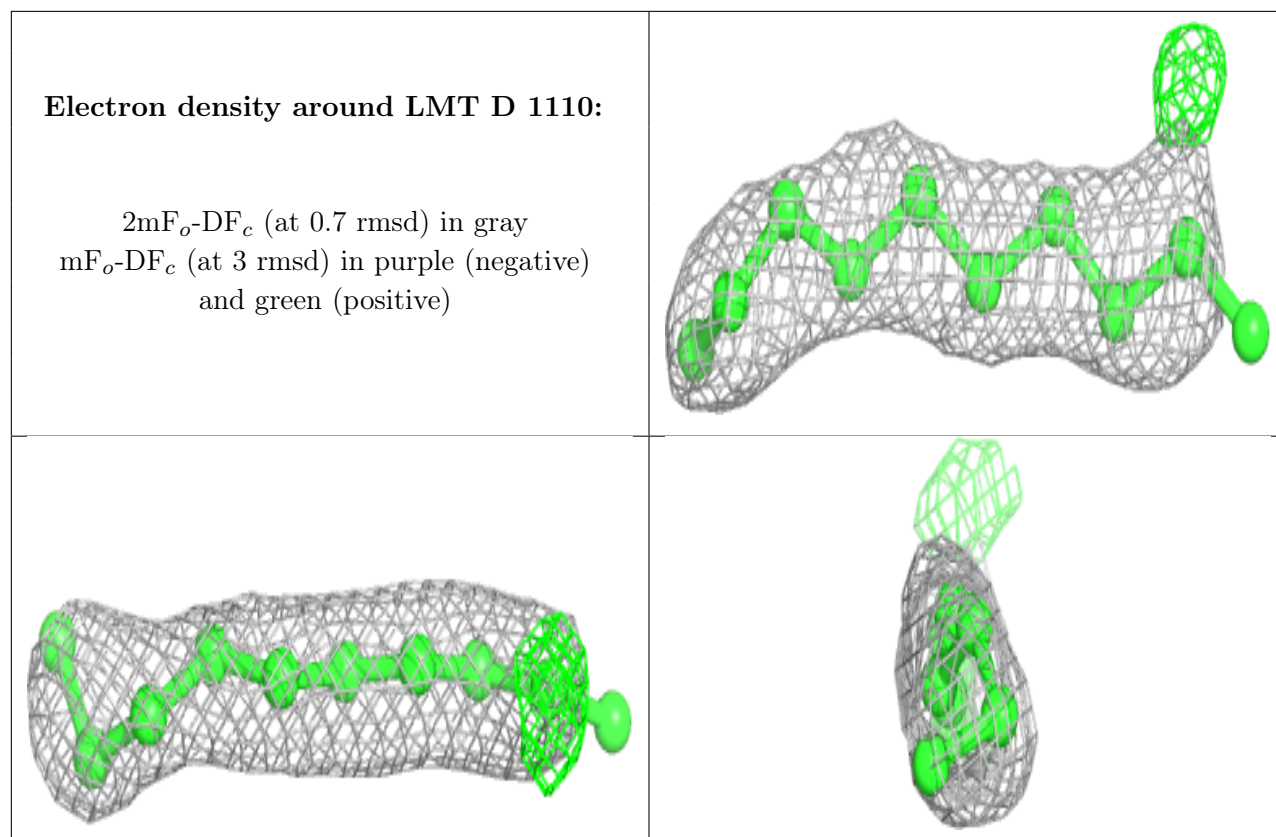 Electron density around LMT D 1110:
2mFₒ-DF𝒸 (at 0.7 rmsd) in gray
mFₒ-DF𝒸 (at 3 rmsd) in purple (negative)
and green (positive)